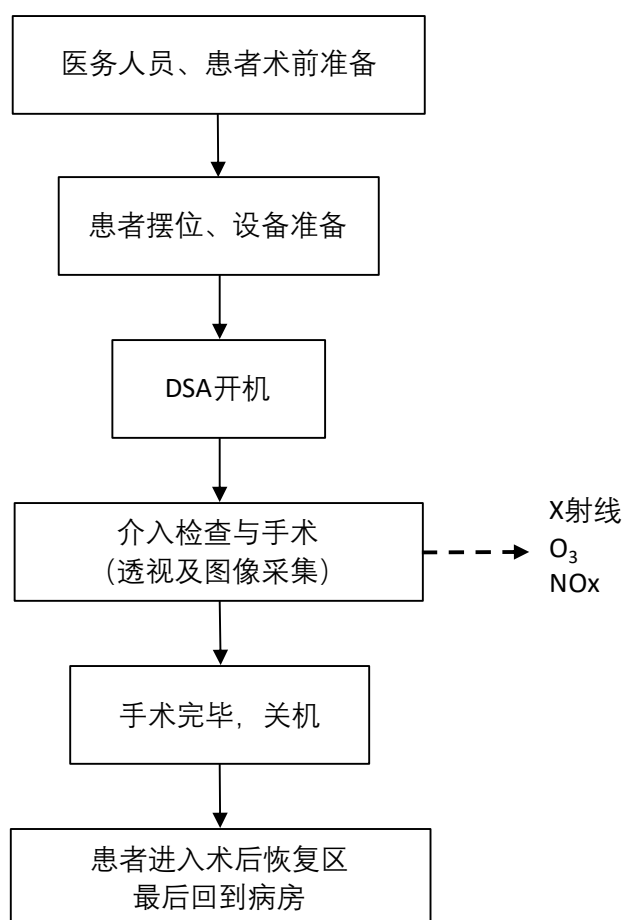 医务人员、患者术前准备
患者摆位、设备准备
DSA开机
介入检查与手术
（透视及图像采集）
X射线
O₃
NOx
手术完毕，关机
患者进入术后恢复区
最后回到病房